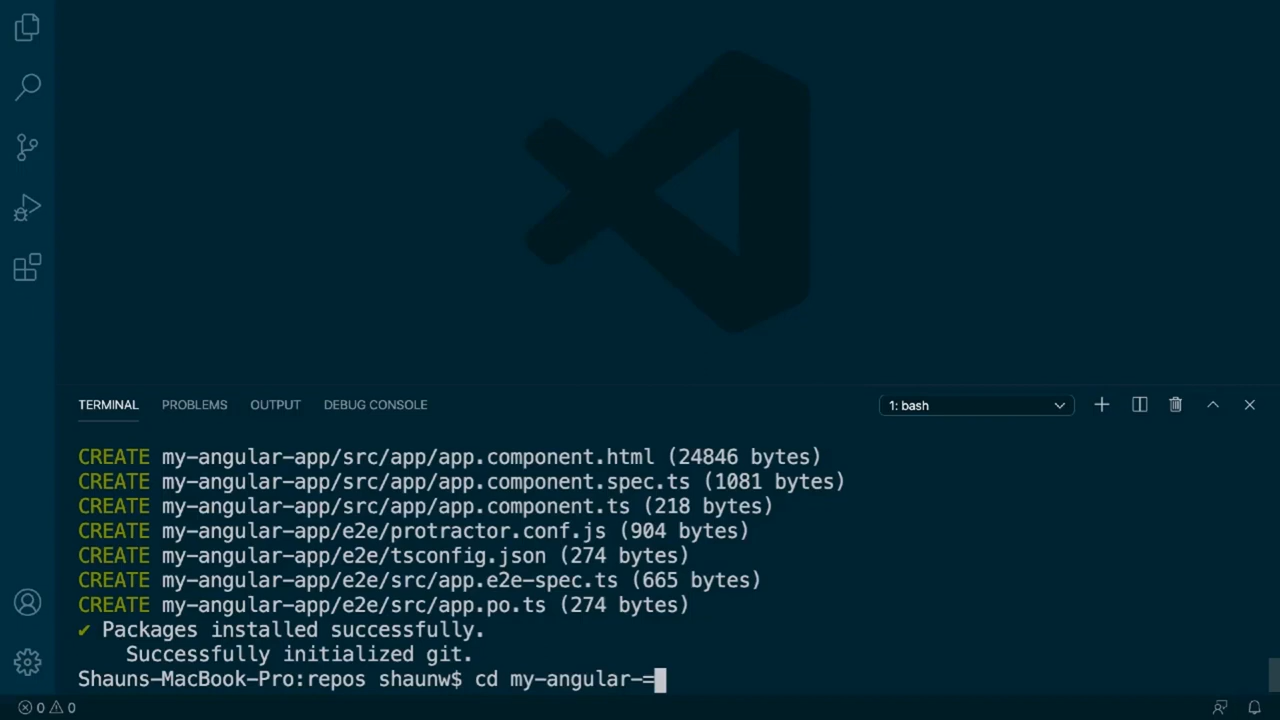 TERMINAL PROBLEMS OUTPUT DEBUG CONSOLE 1: bash
CREATE my-angular-app/src/app/app.component.html (24846 bytes)
CREATE my-angular-app/src/app/app.component.spec.ts (1081 bytes)
CREATE my-angular-app/src/app/app.component.ts (218 bytes)
CREATE my-angular-app/e2e/protractor.conf.js (904 bytes)
CREATE my-angular-app/e2e/tsconfig.json (274 bytes)
CREATE my-angular-app/e2e/src/app.e2e-spec.ts (665 bytes)
CREATE my-angular-app/e2e/src/app.po.ts (274 bytes)
✔ Packages installed successfully.
Successfully initialized git.
Shauns-MacBook-Pro:repos shaunw$ cd my-angular-=
0 0